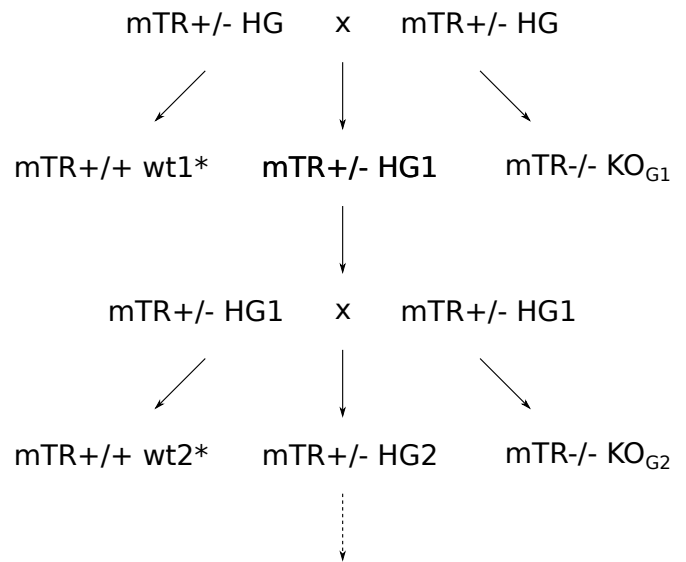 mTR+/- HG x mTR+/- HG
mTR+/+ wt1* mTR+/- HG1 mTR-/- KOG1
mTR+/- HG1 x mTR+/- HG1
mTR+/+ wt2* mTR+/- HG2 mTR-/- KOG2